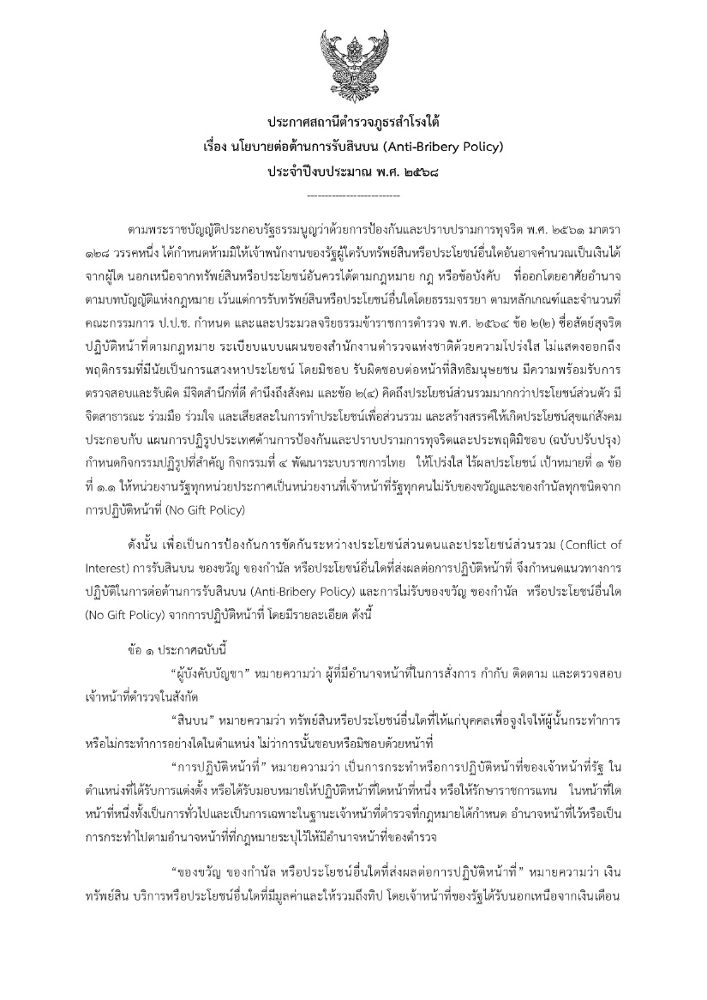 ประกาศสถานีตำรวจภูธรสำโรงใต้
เรื่อง นโยบายต่อต้านการรับสินบน (Anti-Bribery Policy)
ประจำปีงบประมาณ พ.ศ. ๒๕๖๘
--------------------------
ตามพระราชบัญญัติประกอบรัฐธรรมนูญว่าด้วยการป้องกันและปราบปรามการทุจริต พ.ศ. ๒๕๖๑ มาตรา
๑๒๘ วรรคหนึ่ง ได้กำหนดห้ามมิให้เจ้าพนักงานของรัฐผู้ใดรับทรัพย์สินหรือประโยชน์อื่นใดอันอาจคำนวณเป็นเงินได้
จากผู้ใด นอกเหนือจากทรัพย์สินหรือประโยชน์อันควรได้ตามกฎหมาย กฎ หรือข้อบังคับ ที่ออกโดยอาศัยอำนาจ
ตามบทบัญญัติแห่งกฎหมาย เว้นแต่การรับทรัพย์สินหรือประโยชน์อื่นใดโดยธรรมจรรยา ตามหลักเกณฑ์และจำนวนที่
คณะกรรมการ ป.ป.ช. กำหนด และและประมวลจริยธรรมข้าราชการตำรวจ พ.ศ. ๒๕๖๔ ข้อ ๒(๒) ซื่อสัตย์สุจริต
ปฏิบัติหน้าที่ตามกฎหมาย ระเบียบแบบแผนของสำนักงานตำรวจแห่งชาติด้วยความโปร่งใส ไม่แสดงออกถึง
พฤติกรรมที่มีนัยเป็นการแสวงหาประโยชน์ โดยมิชอบ รับผิดชอบต่อหน้าที่สิทธิมนุษยชน มีความพร้อมรับการ
ตรวจสอบและรับผิด มีจิตสำนึกที่ดี คำนึงถึงสังคม และข้อ ๒(๔) คิดถึงประโยชน์ส่วนรวมมากกว่าประโยชน์ส่วนตัว มี
จิตสาธารณะ ร่วมมือ ร่วมใจ และเสียสละในการทำประโยชน์เพื่อส่วนรวม และสร้างสรรค์ให้เกิดประโยชน์สุขแก่สังคม
ประกอบกับ แผนการปฏิรูปประเทศด้านการป้องกันและปราบปรามการทุจริตและประพฤติมิชอบ (ฉบับปรับปรุง)
กำหนดกิจกรรมปฏิรูปที่สำคัญ กิจกรรมที่ ๔ พัฒนาระบบราชการไทย ให้โปร่งใส ไร้ผลประโยชน์ เป้าหมายที่ ๑ ข้อ
ที่ ๑.๑ ให้หน่วยงานรัฐทุกหน่วยประกาศเป็นหน่วยงานที่เจ้าหน้าที่รัฐทุกคนไม่รับของขวัญและของกำนัลทุกชนิดจาก
การปฏิบัติหน้าที่ (No Gift Policy)
ดังนั้น เพื่อเป็นการป้องกันการขัดกันระหว่างประโยชน์ส่วนตนและประโยชน์ส่วนรวม (Conflict of
Interest) การรับสินบน ของขวัญ ของกำนัล หรือประโยชน์อื่นใดที่ส่งผลต่อการปฏิบัติหน้าที่ จึงกำหนดแนวทางการ
ปฏิบัติในการต่อต้านการรับสินบน (Anti-Bribery Policy) และการไม่รับของขวัญ ของกำนัล หรือประโยชน์อื่นใด
(No Gift Policy) จากการปฏิบัติหน้าที่ โดยมีรายละเอียด ดังนี้
ข้อ ๑ ประกาศฉบับนี้
“ผู้บังคับบัญชา” หมายความว่า ผู้ที่มีอำนาจหน้าที่ในการสั่งการ กำกับ ติดตาม และตรวจสอบ
เจ้าหน้าที่ตำรวจในสังกัด
“สินบน” หมายความว่า ทรัพย์สินหรือประโยชน์อื่นใดที่ให้แก่บุคคลเพื่อจูงใจให้ผู้นั้นกระทำการ
หรือไม่กระทำการอย่างใดในตำแหน่ง ไม่ว่าการนั้นชอบหรือมิชอบด้วยหน้าที่
“การปฏิบัติหน้าที่” หมายความว่า เป็นการกระทำหรือการปฏิบัติหน้าที่ของเจ้าหน้าที่รัฐ ใน
ตำแหน่งที่ได้รับการแต่งตั้ง หรือได้รับมอบหมายให้ปฏิบัติหน้าที่ใดหน้าที่หนึ่ง หรือให้รักษาราชการแทน ในหน้าที่ใด
หน้าที่หนึ่งทั้งเป็นการทั่วไปและเป็นการเฉพาะในฐานะเจ้าหน้าที่ตำรวจที่กฎหมายได้กำหนด อำนาจหน้าที่ไว้หรือเป็น
การกระทำไปตามอำนาจหน้าที่ที่กฎหมายระบุไว้ให้มีอำนาจหน้าที่ของตำรวจ
“ของขวัญ ของกำนัล หรือประโยชน์อื่นใดที่ส่งผลต่อการปฏิบัติหน้าที่” หมายความว่า เงิน
ทรัพย์สิน บริการหรือประโยชน์อื่นใดที่มีมูลค่าและให้รวมถึงทิป โดยเจ้าหน้าที่ของรัฐได้รับนอกเหนือจากเงินเดือน